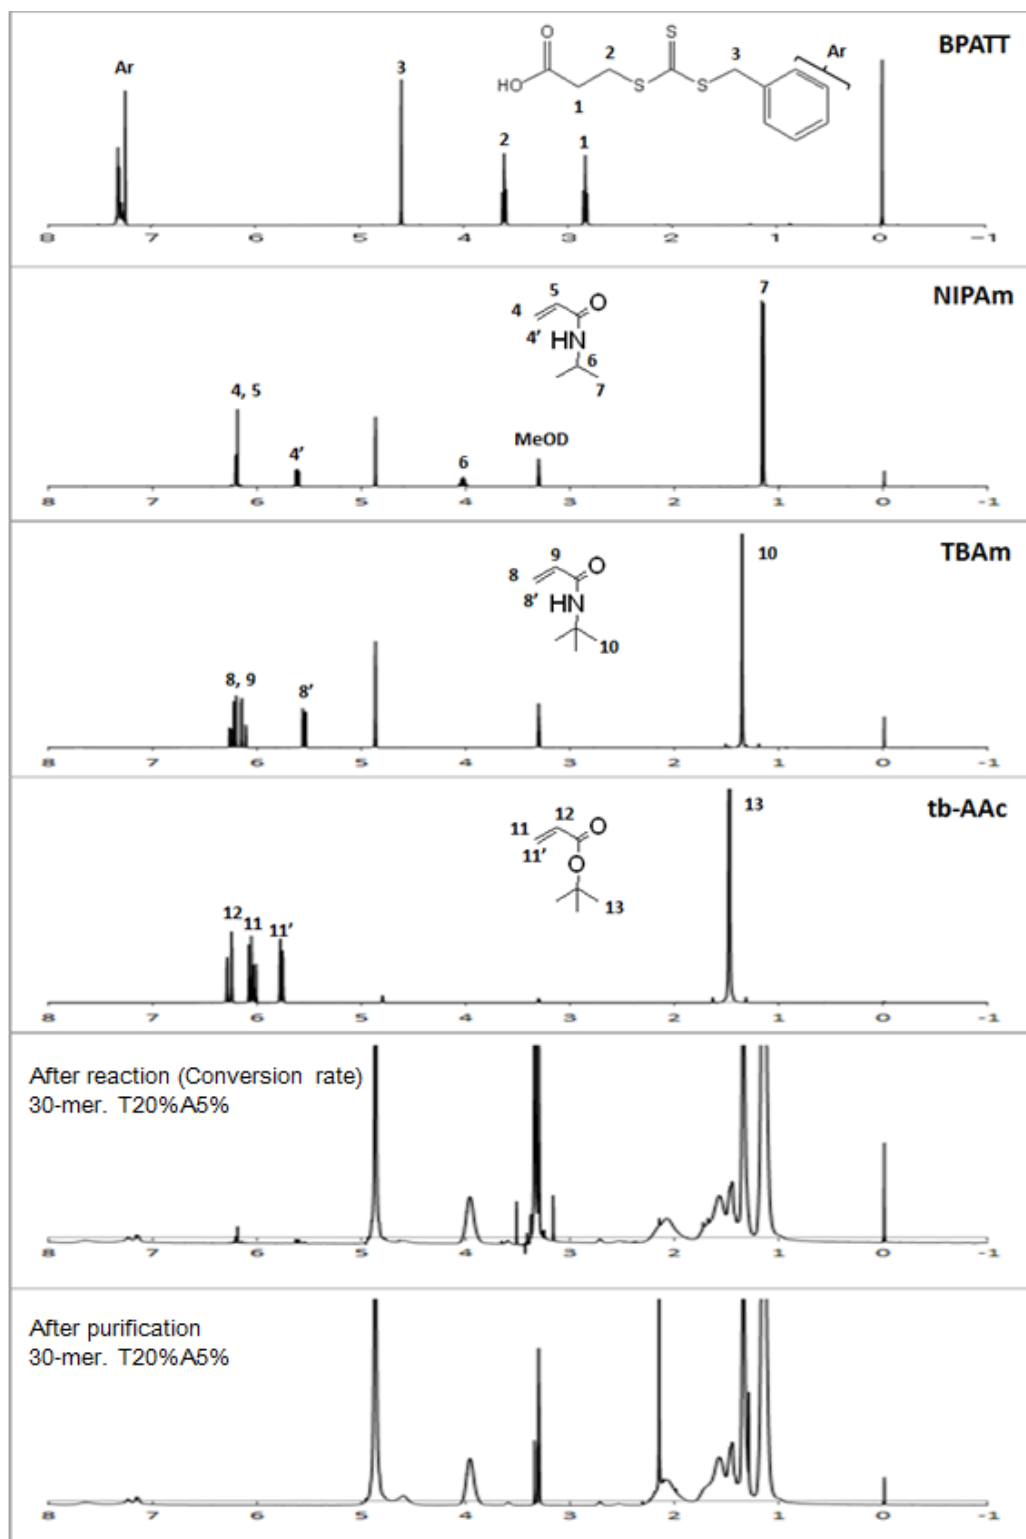 BPATT
O
S
Ar
2
3
Ar
3
HO
S
S
1
2
1
8 7 6 5 4 3 2 1 0 -1
NIPAm
7
5
4
O
4'
HN
6
7
4, 5
MeOD
4'
6
8 7 6 5 4 3 2 1 0 -1
TBAm
10
9
8
O
8'
HN
10
8, 9
8'
8 7 6 5 4 3 2 1 0 -1
tb-AAc
13
11
12
O
11'
O
13
12 11 11'
8 7 6 5 4 3 2 1 0 -1
After reaction (Conversion rate)
30-mer. T20%A5%
8 7 6 5 4 3 2 1 0 -1
After purification
30-mer. T20%A5%
8 7 6 5 4 3 2 1 0 -1